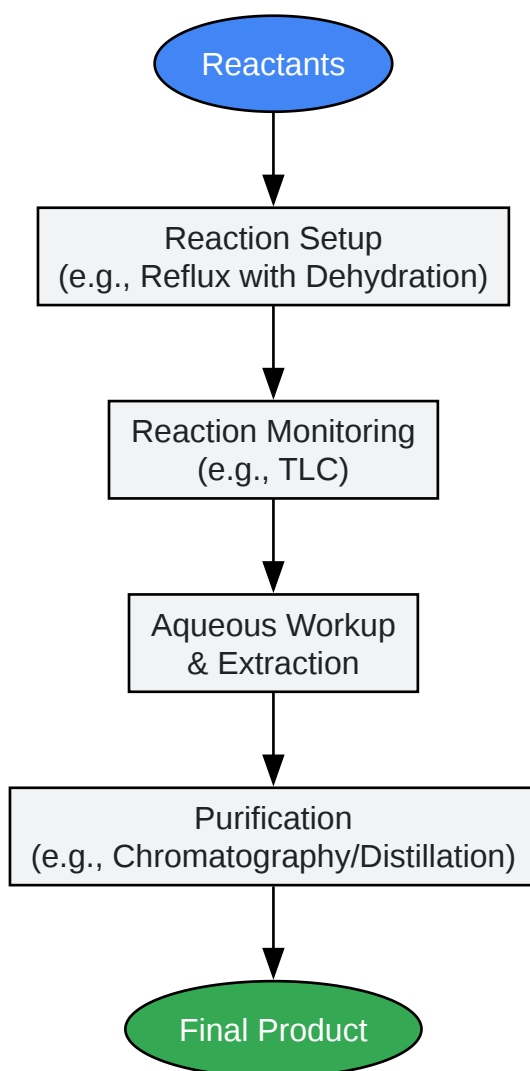 Reactants
Reaction Setup
(e.g., Reflux with Dehydration)
Reaction Monitoring
(e.g., TLC)
Aqueous Workup
& Extraction
Purification
(e.g., Chromatography/Distillation)
Final Product